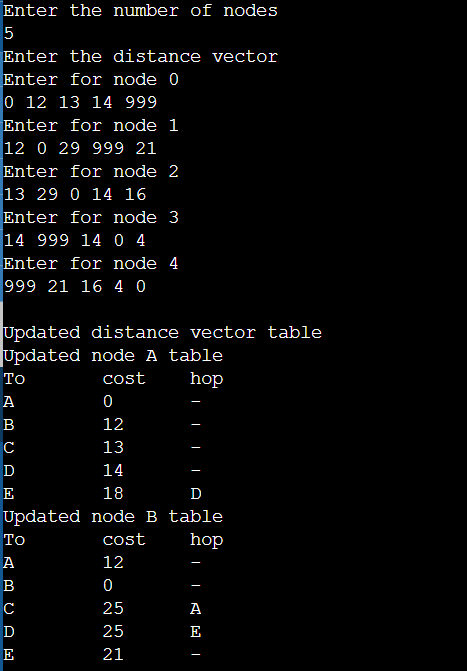 Enter the number of nodes
5
Enter the distance vector
Enter for node 0
0 12 13 14 999
Enter for node 1
12 0 29 999 21
Enter for node 2
13 29 0 14 16
Enter for node 3
14 999 14 0 4
Enter for node 4
999 21 16 4 0
Updated distance vector table
Updated node A table
To cost hop
A 0 –
B 12 –
C 13 –
D 14 –
E 18 D
Updated node B table
To cost hop
A 12 –
B 0 –
C 25 A
D 25 E
E 21 –